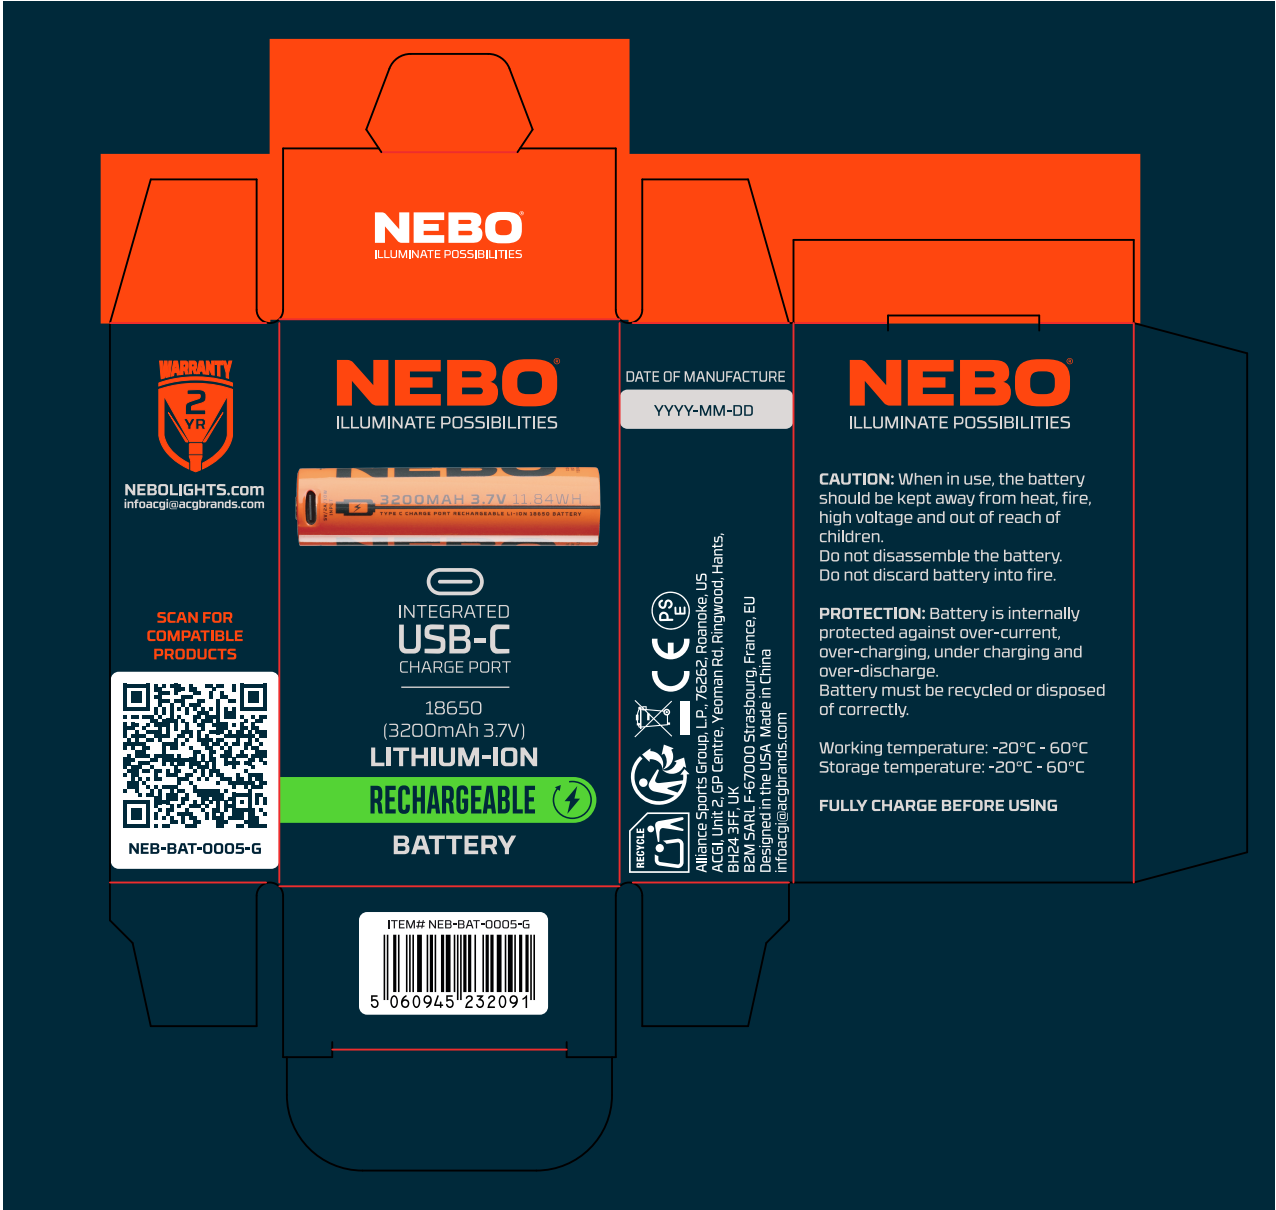 NEBO®
ILLUMINATE POSSIBILITIES
WARRANTY
2
YR
NEBOLIGHTS.com
infoacgi@acgbrands.com
SCAN FOR
COMPATIBLE
PRODUCTS
NEB-BAT-0005-G
NEBO®
ILLUMINATE POSSIBILITIES
NEBO
3200MAH 3.7V 11.84WH
TYPE C CHARGE PORT RECHARGEABLE LI-ION 18650 BATTERY
INTEGRATED
USB-C
CHARGE PORT
18650
(3200mAh 3.7V)
LITHIUM-ION
RECHARGEABLE
BATTERY
ITEM# NEB-BAT-0005-G
5 060945 232091
DATE OF MANUFACTURE
YYYY-MM-DD
PS
E
CE
RECYCLE
Alliance Sports Group, L.P., 76262, Roanoke, US
ACGI, Unit 2, GP Centre, Yeoman Rd, Ringwood, Hants,
BH24 3FF, UK
B2M SARL F-67000 Strasbourg, France, EU
Designed in the USA Made in China
infoacgi@acgbrands.com
NEBO®
ILLUMINATE POSSIBILITIES
CAUTION: When in use, the battery
should be kept away from heat, fire,
high voltage and out of reach of
children.
Do not disassemble the battery.
Do not discard battery into fire.
PROTECTION: Battery is internally
protected against over-current,
over-charging, under charging and
over-discharge.
Battery must be recycled or disposed
of correctly.
Working temperature: -20°C - 60°C
Storage temperature: -20°C - 60°C
FULLY CHARGE BEFORE USING